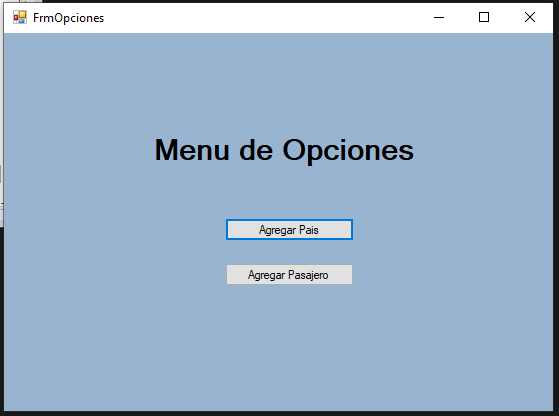 FrmOpciones
Menu de Opciones
Agregar Pais
Agregar Pasajero